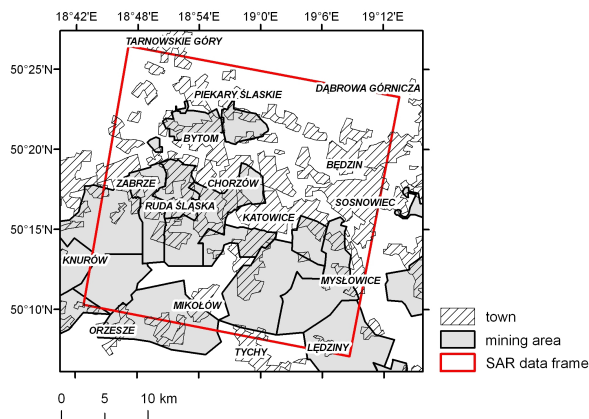 18°42'E 18°48'E 18°54'E 19°0'E 19°6'E 19°12'E
TARNOWSKIE GÓRY
50°25'N
DĄBROWA GÓRNICZA
PIEKARY ŚLASKIE
BYTOM
50°20'N
BĘDZIN
ZABRZE CHORZÓW
RUDA ŚLĄSKA SOSNOWIEC
KATOWICE
50°15'N
KNURÓW
MYSŁOWICE
50°10'N
MIKOŁÓW
ORZESZE
TYCHY LĘDZINY
town
mining area
SAR data frame
0 5 10 km